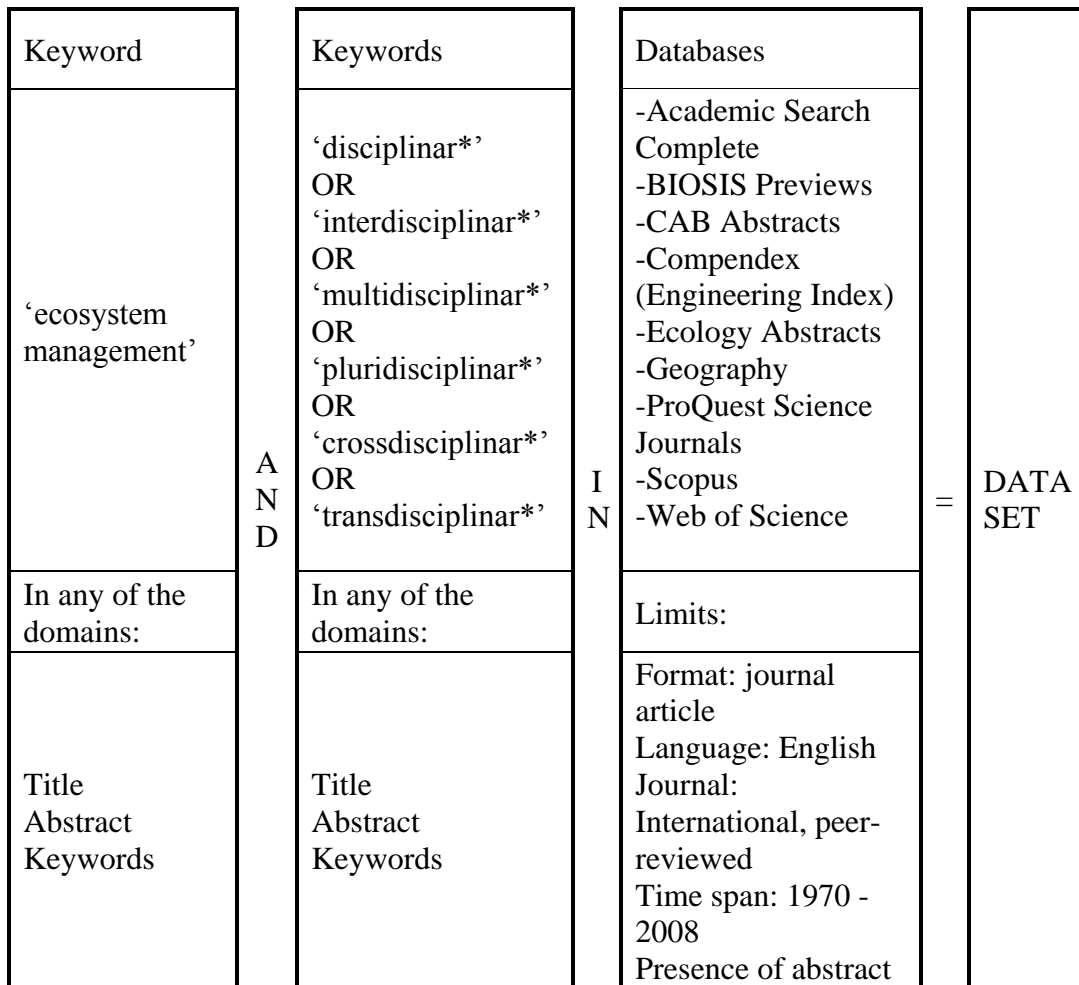 Keyword
‘ecosystem
management’
In any of the
domains:
Title
Abstract
Keywords
A
N
D
Keywords
‘disciplinar*’
OR
‘interdisciplinar*’
OR
‘multidisciplinar*’
OR
‘pluridisciplinar*’
OR
‘crossdisciplinar*’
OR
‘transdisciplinar*’
In any of the
domains:
Title
Abstract
Keywords
I
N
Databases
-Academic Search
Complete
-BIOSIS Previews
-CAB Abstracts
-Compendex
(Engineering Index)
-Ecology Abstracts
-Geography
-ProQuest Science
Journals
-Scopus
-Web of Science
Limits:
Format: journal
article
Language: English
Journal:
International, peer-
reviewed
Time span: 1970 -
2008
Presence of abstract
=
DATA
SET